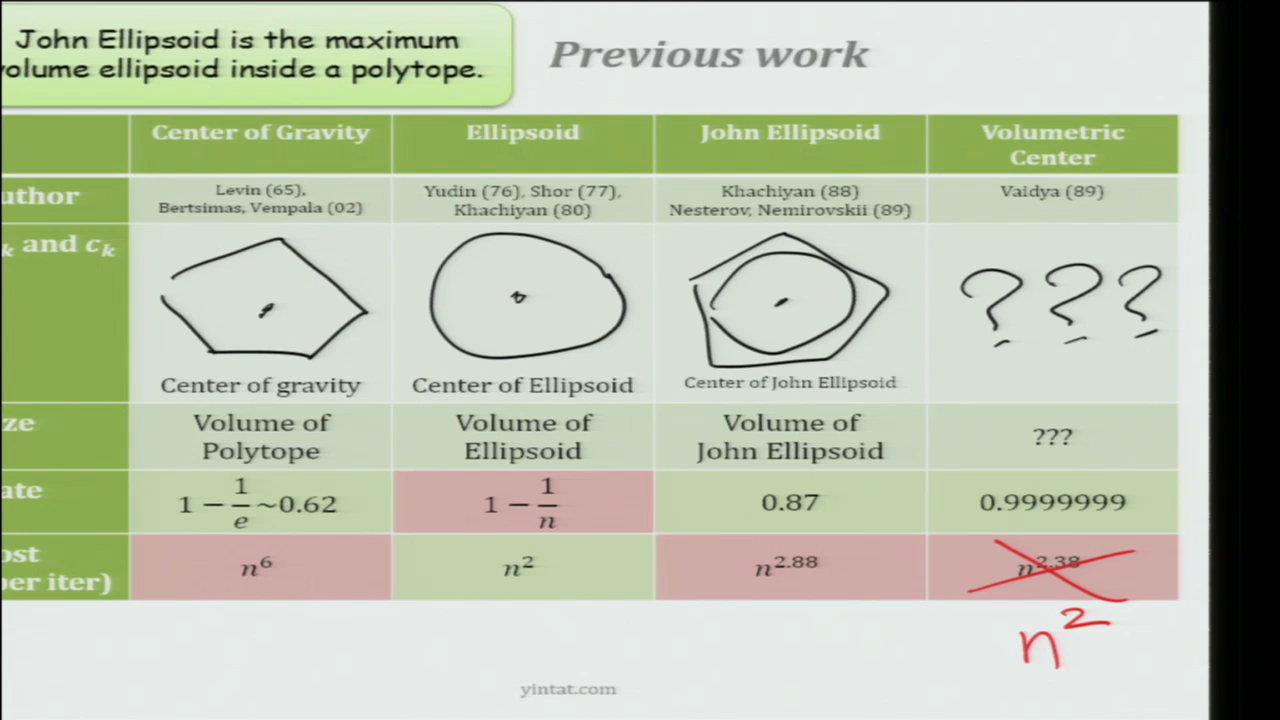 John Ellipsoid is the maximum
volume ellipsoid inside a polytope.
Previous work
Center of Gravity Ellipsoid John Ellipsoid Volumetric Center
uthor Levin (65), Bertsimas, Vempala (02) Yudin (76), Shor (77), Khachiyan (80) Khachiyan (88) Nesterov, Nemirovskii (89) Vaidya (89)
k and ck ? ? ?
Center of gravity Center of Ellipsoid Center of John Ellipsoid
ze Volume of Polytope Volume of Ellipsoid Volume of John Ellipsoid ???
ate 1 − 1/e ~0.62 1 − 1/n 0.87 0.9999999
ost per iter) n^6 n^2 n^2.88 n^2.38
n^2
yintat.com